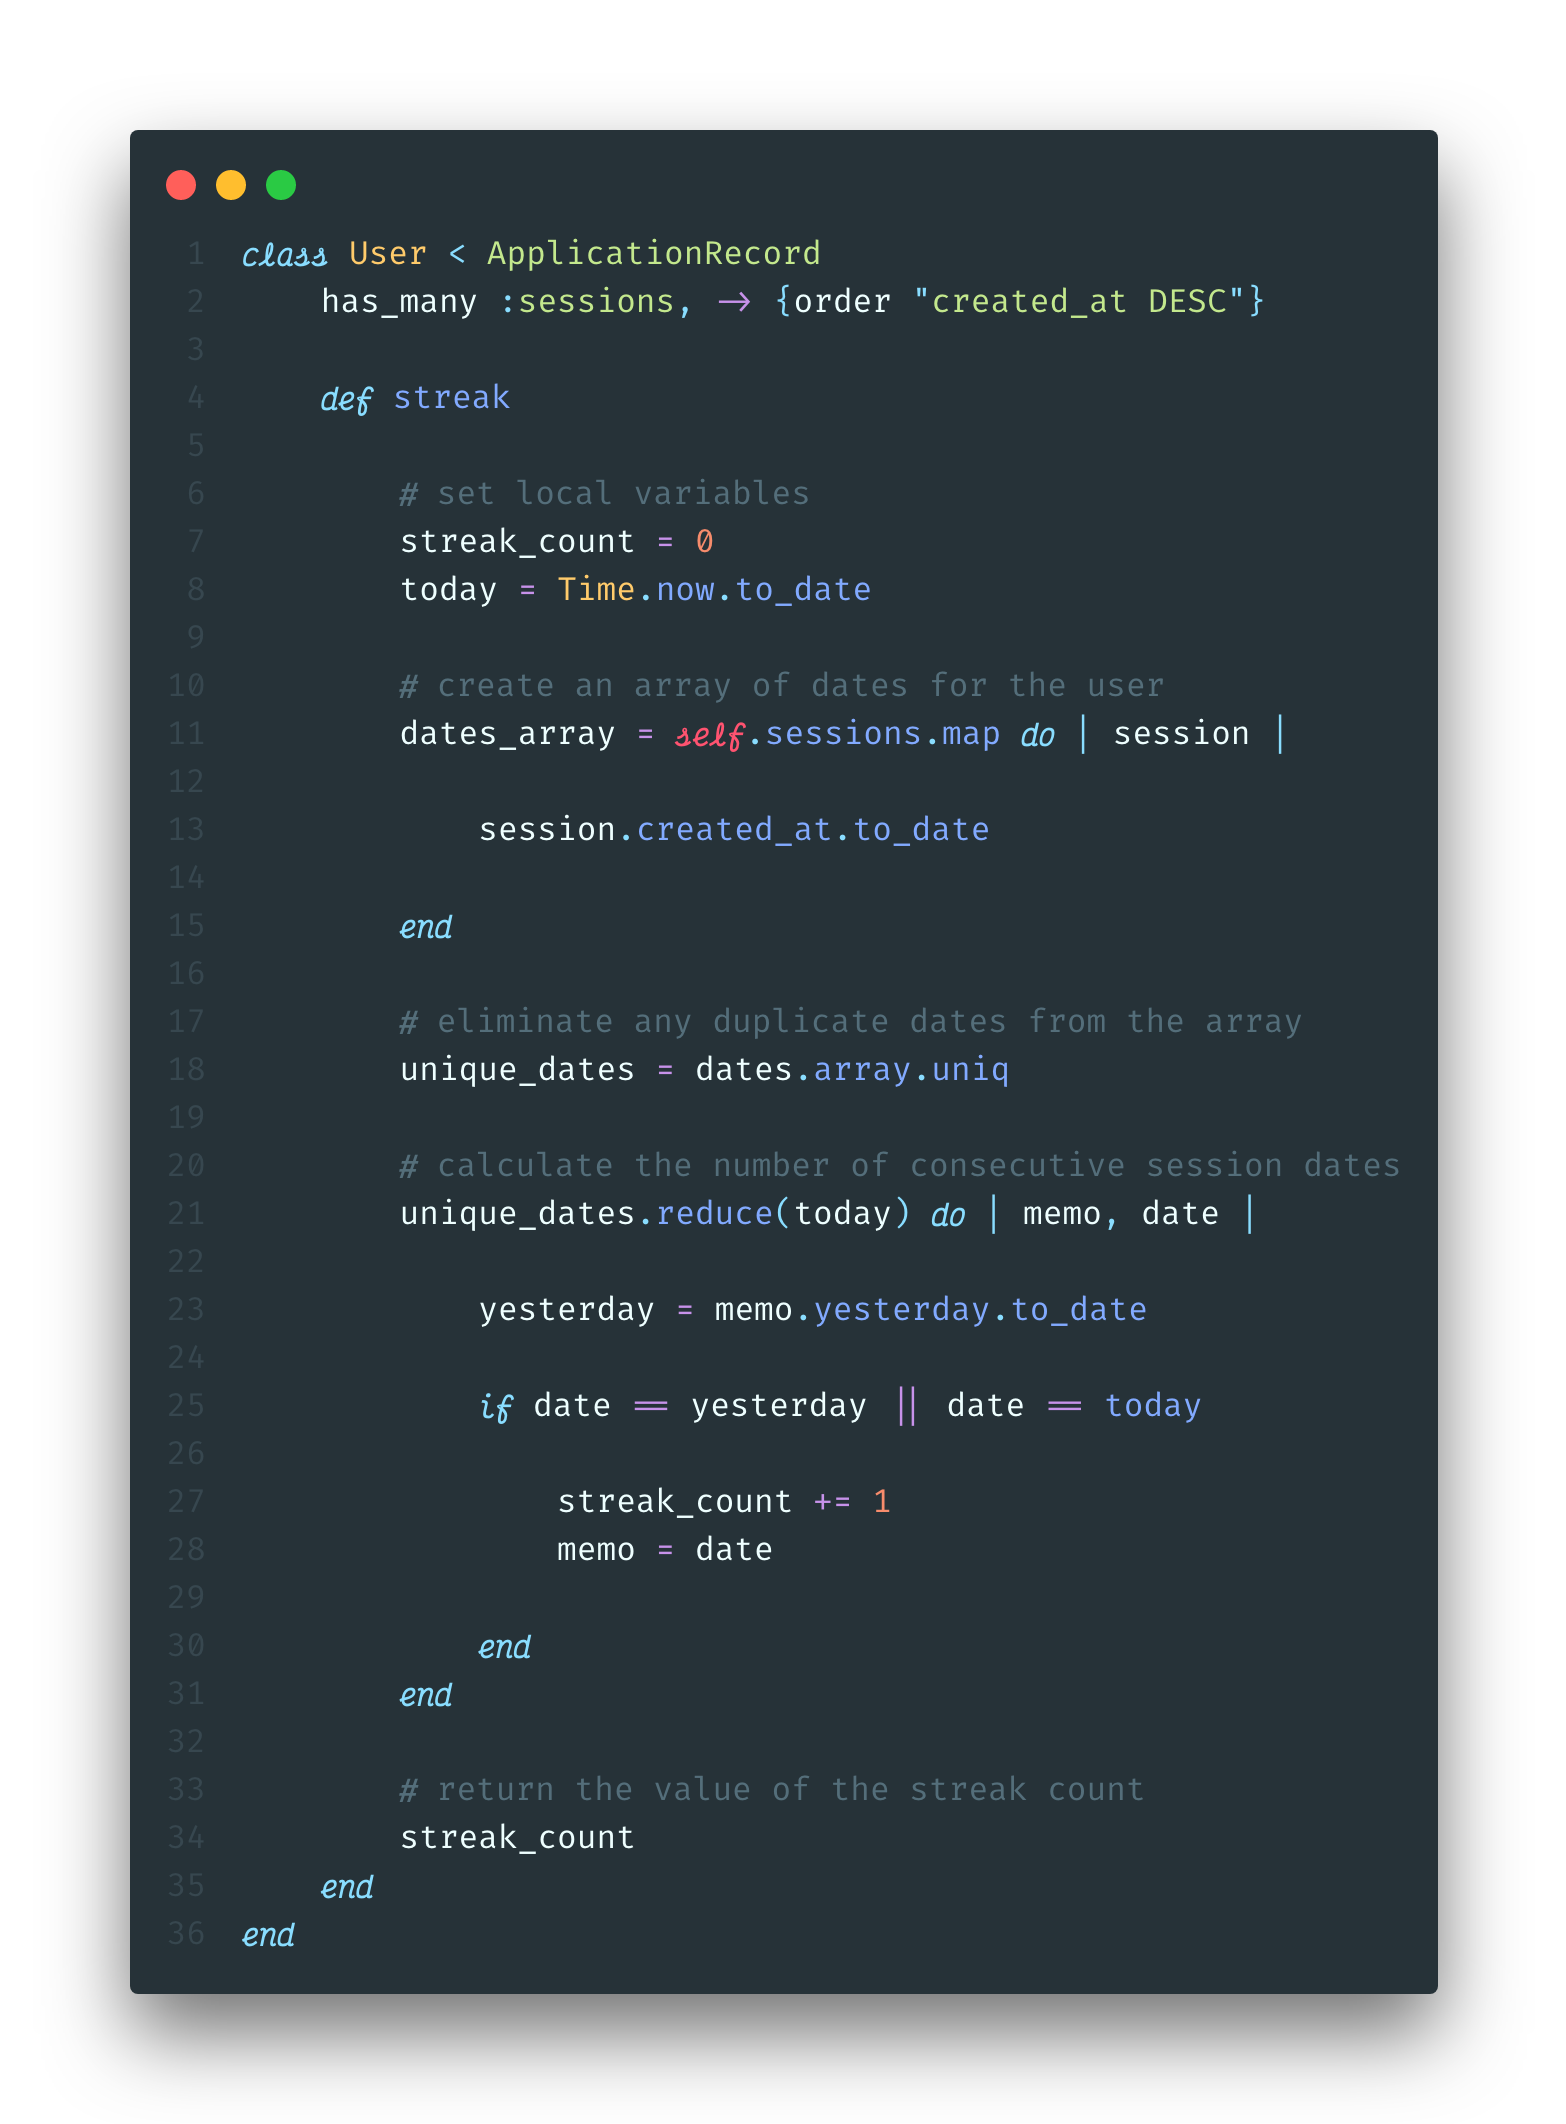 1 class User < ApplicationRecord
2     has_many :sessions, -> {order "created_at DESC"}
3
4     def streak
5
6         # set local variables
7         streak_count = 0
8         today = Time.now.to_date
9
10         # create an array of dates for the user
11         dates_array = self.sessions.map do | session |
12
13             session.created_at.to_date
14
15         end
16
17         # eliminate any duplicate dates from the array
18         unique_dates = dates.array.uniq
19
20         # calculate the number of consecutive session dates
21         unique_dates.reduce(today) do | memo, date |
22
23             yesterday = memo.yesterday.to_date
24
25             if date == yesterday || date == today
26
27                 streak_count += 1
28                 memo = date
29
30             end
31         end
32
33         # return the value of the streak count
34         streak_count
35     end
36 end